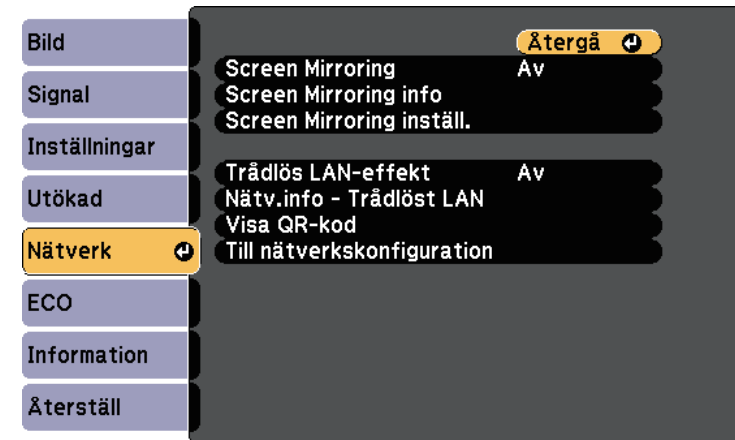 Bild
Signal
Inställningar
Utökad
Nätverk
ECO
Information
Återställ
Återgå
Screen Mirroring Av
Screen Mirroring info
Screen Mirroring inställ.
Trådlös LAN-effekt Av
Nätv.info - Trådlöst LAN
Visa QR-kod
Till nätverkskonfiguration